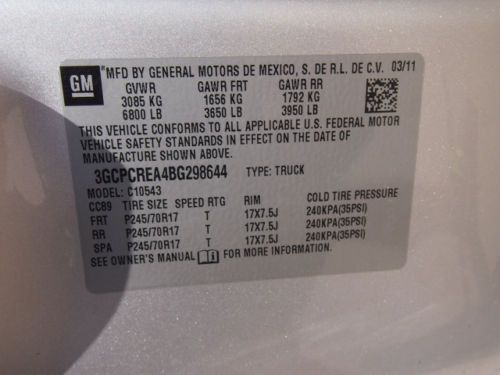 GM
MFD BY GENERAL MOTORS DE MEXICO, S. DE R.L. DE C.V. 03/11
GVWR GAWR FRT GAWR RR
3085 KG 1656 KG 1792 KG
6800 LB 3650 LB 3950 LB
THIS VEHICLE CONFORMS TO ALL APPLICABLE U.S. FEDERAL MOTOR
VEHICLE SAFETY STANDARDS IN EFFECT ON THE DATE OF
MANUFACTURE SHOWN ABOVE.
3GCPCREA4BG298644 TYPE: TRUCK
MODEL: C10543
CC89 TIRE SIZE SPEED RTG RIM COLD TIRE PRESSURE
FRT P245/70R17 T 17X7.5J 240KPA(35PSI)
RR P245/70R17 T 17X7.5J 240KPA(35PSI)
SPA P245/70R17 T 17X7.5J 240KPA(35PSI)
SEE OWNER'S MANUAL FOR MORE INFORMATION.